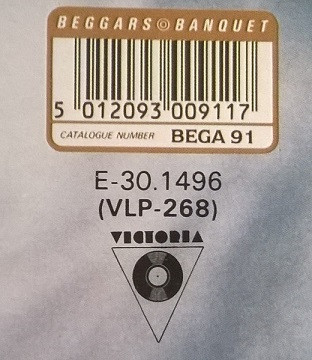 BEGGARS © BANQUET
5 012093 009117
CATALOGUE NUMBER BEGA 91
E-30.1496
(VLP-268)
VICTORIA